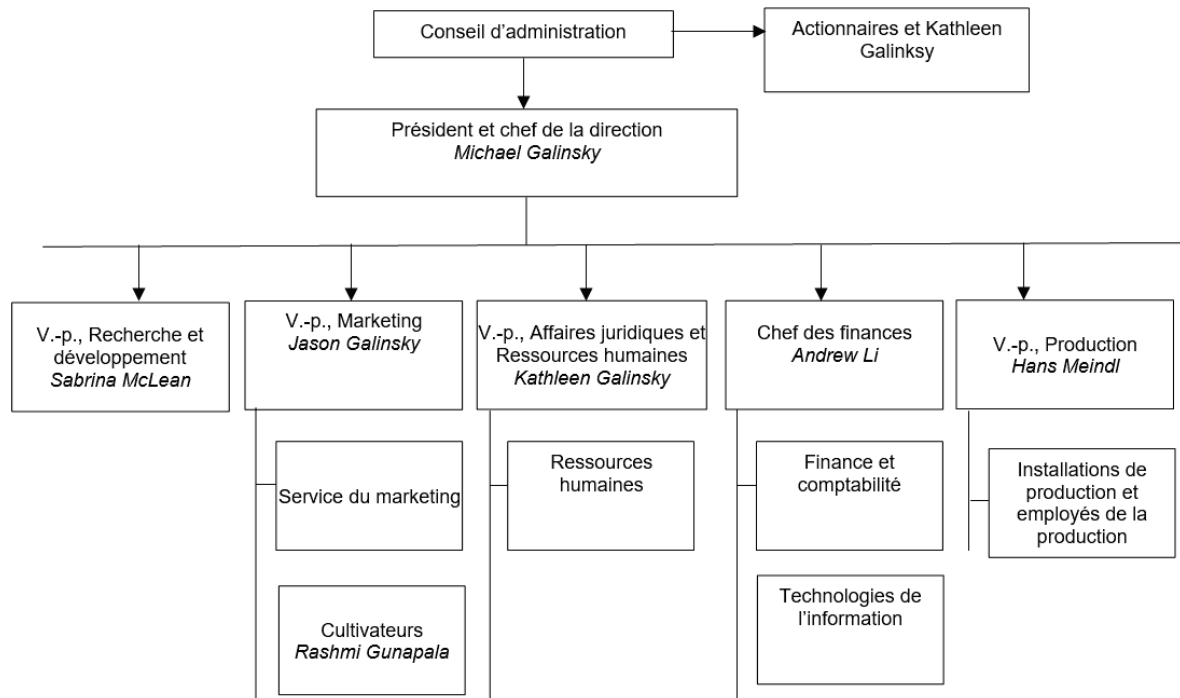 Conseil d’administration
Actionnaires et Kathleen
Galinksy
Président et chef de la direction
Michael Galinsky
V.-p., Recherche et
développement
Sabrina McLean
V.-p., Marketing
Jason Galinsky
V.-p., Affaires juridiques et
Ressources humaines
Kathleen Galinsky
Chef des finances
Andrew Li
V.-p., Production
Hans Meindl
Service du marketing
Ressources
humaines
Finance et
comptabilité
Installations de
production et
employés de la
production
Cultivateurs
Rashmi Gunapala
Technologies de
l’information